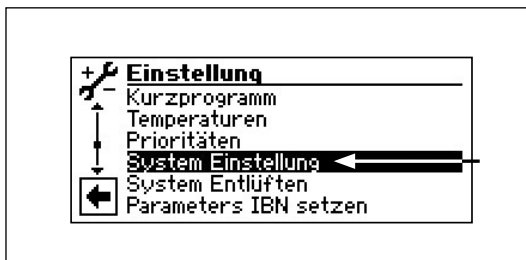 Einstellung
Kurzprogramm
Temperaturen
Prioritäten
System Einstellung
System Entlüften
Parameters IBN setzen